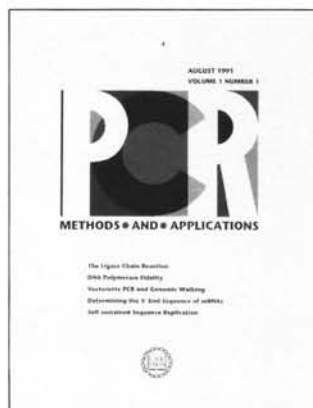 AUGUST 1991
VOLUME 1 NUMBER 1
PCR
METHODS • AND • APPLICATIONS
The Ligase Chain Reaction
DNA Polymerase Fidelity
Vectorette PCR and Genomic Walking
Determining the 5' End Sequence of mRNAs
Self-sustained Sequence Replication